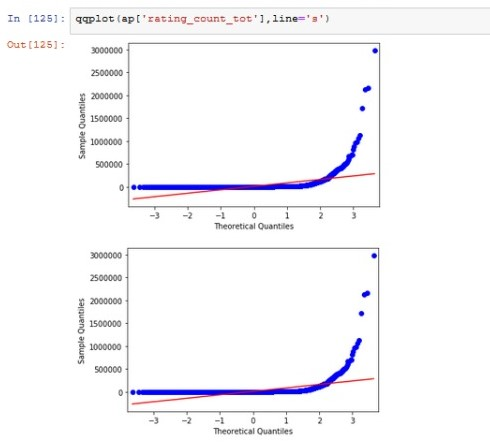 In [125]: qqplot(ap['rating_count_tot'],line='s')
Out[125]:
3000000
2500000
2000000
1500000
1000000
500000
0
Sample Quantiles
−3 −2 −1 0 1 2 3
Theoretical Quantiles
3000000
2500000
2000000
1500000
1000000
500000
0
Sample Quantiles
−3 −2 −1 0 1 2 3
Theoretical Quantiles